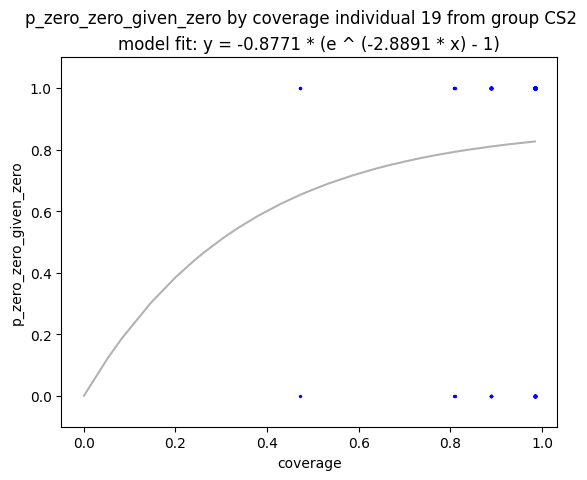 p_zero_zero_given_zero by coverage individual 19 from group CS2
model fit: y = -0.8771 * (e ^ (-2.8891 * x) - 1)
1.0
0.8
0.6
0.4
0.2
0.0
p_zero_zero_given_zero
0.0 0.2 0.4 0.6 0.8 1.0
coverage